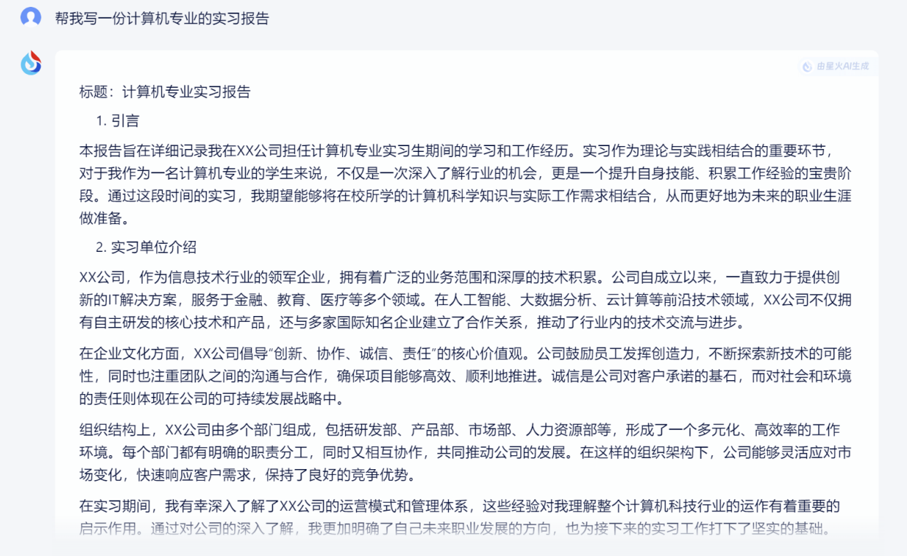 帮我写一份计算机专业的实习报告
由星火AI生成
标题：计算机专业实习报告
1. 引言
本报告旨在详细记录我在XX公司担任计算机专业实习生期间的学习和工作经历。实习作为理论与实践相结合的重要环节，
对于我作为一名计算机专业的学生来说，不仅是一次深入了解行业的机会，更是一个提升自身技能、积累工作经验的宝贵阶
段。通过这段时间的实习，我期望能够将在校所学的计算机科学知识与实际工作需求相结合，从而更好地为未来的职业生涯
做准备。
2. 实习单位介绍
XX公司，作为信息技术行业的领军企业，拥有着广泛的业务范围和深厚的技术积累。公司自成立以来，一直致力于提供创
新的IT解决方案，服务于金融、教育、医疗等多个领域。在人工智能、大数据分析、云计算等前沿技术领域，XX公司不仅拥
有自主研发的核心技术和产品，还与多家国际知名企业建立了合作关系，推动了行业内的技术交流与进步。
在企业文化方面，XX公司倡导“创新、协作、诚信、责任”的核心价值观。公司鼓励员工发挥创造力，不断探索新技术的可能
性，同时也注重团队之间的沟通与合作，确保项目能够高效、顺利地推进。诚信是公司对客户承诺的基石，而对社会和环境
的责任则体现在公司的可持续发展战略中。
组织结构上，XX公司由多个部门组成，包括研发部、产品部、市场部、人力资源部等，形成了一个多元化、高效率的工作
环境。每个部门都有明确的职责分工，同时又相互协作，共同推动公司的发展。在这样的组织架构下，公司能够灵活应对市
场变化，快速响应客户需求，保持了良好的竞争优势。
在实习期间，我有幸深入了解了XX公司的运营模式和管理体系，这些经验对我理解整个计算机科技行业的运作有着重要的
启示作用。通过对公司的深入了解，我更加明确了自己未来职业发展的方向，也为接下来的实习工作打下了坚实的基础。